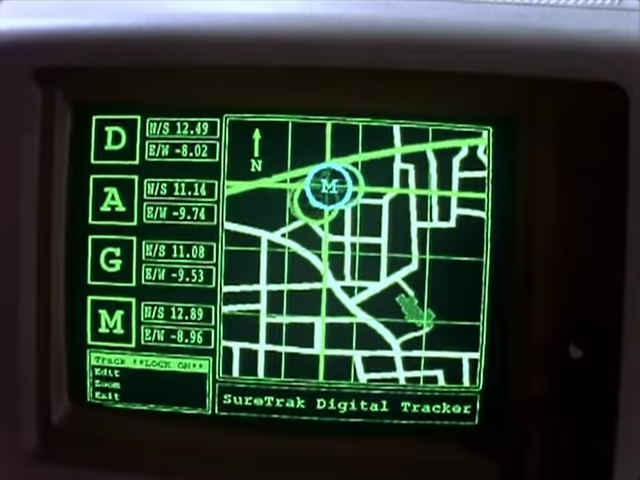 D
N/S 12.49
E/W -8.02
A
N/S 11.14
E/W -9.74
G
N/S 11.08
E/W -9.53
M
N/S 12.89
E/W -8.96
Track **LOCK ON**
Edit
Zoom
Exit
N
M
SureTrak Digital Tracker